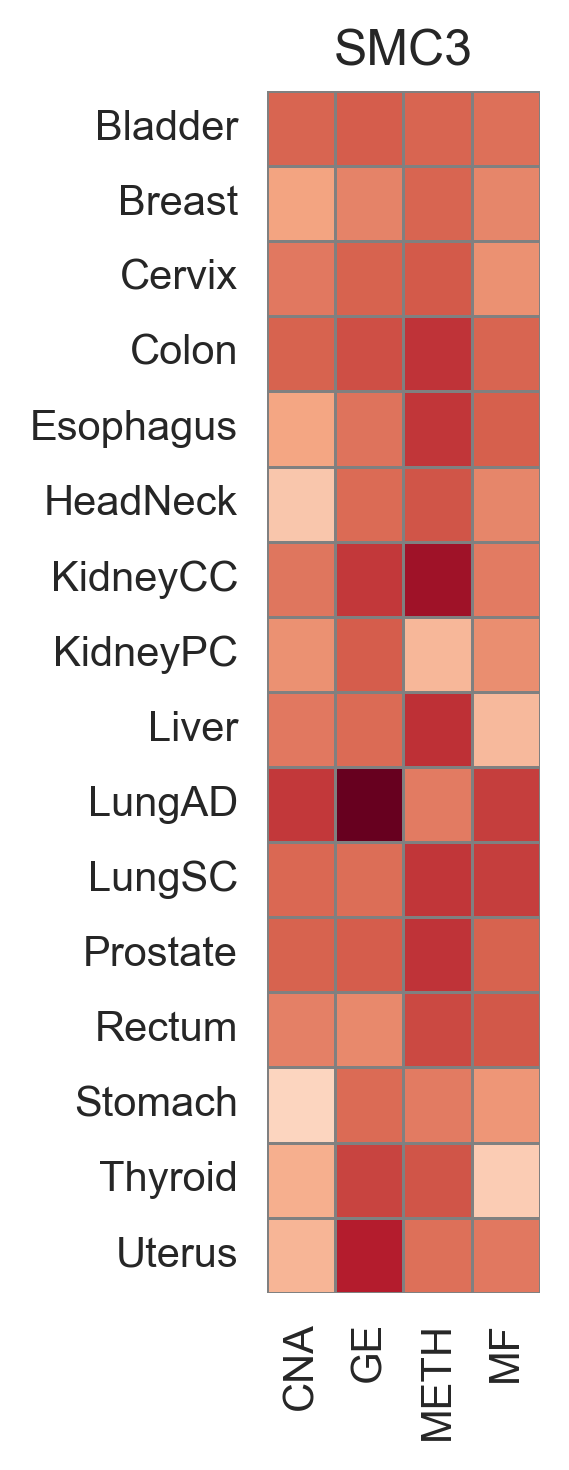 SMC3
Bladder
Breast
Cervix
Colon
Esophagus
HeadNeck
KidneyCC
KidneyPC
Liver
LungAD
LungSC
Prostate
Rectum
Stomach
Thyroid
Uterus
CNA
GE
METH
MF